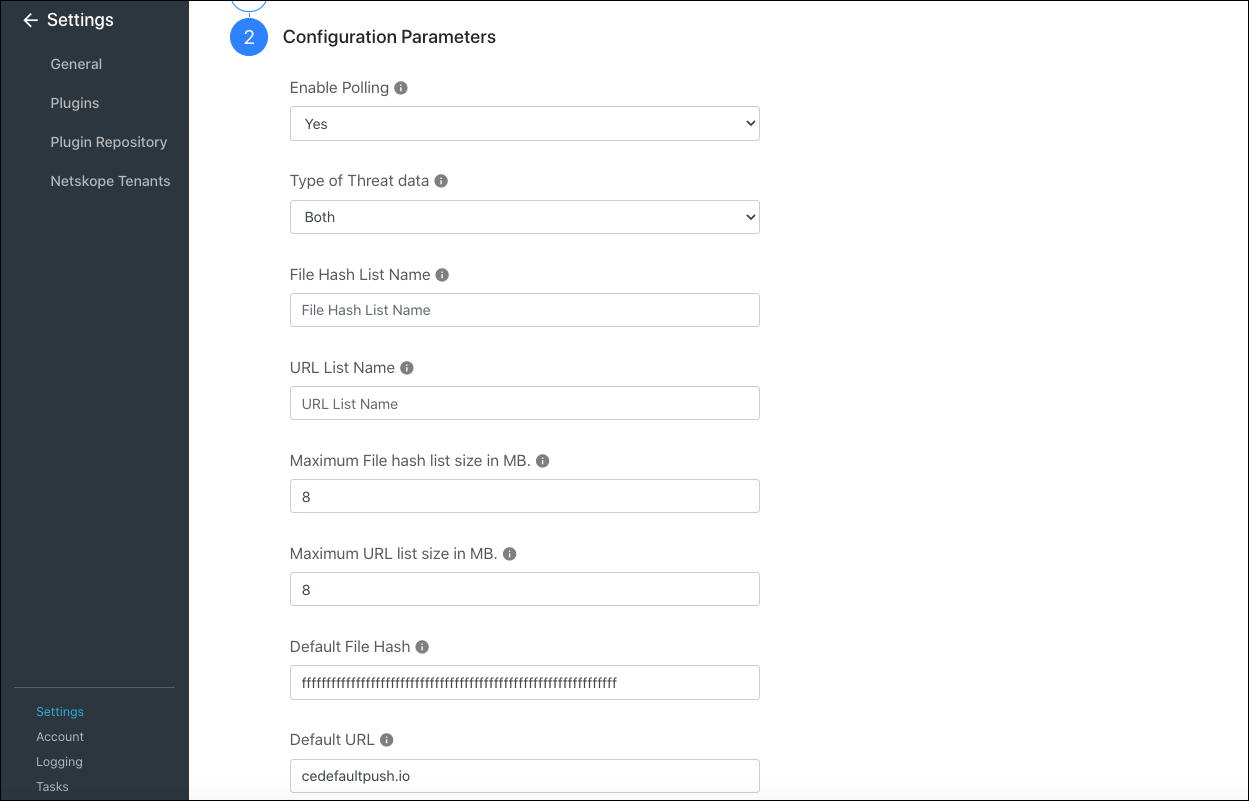 Settings
General
Plugins
Plugin Repository
Netskope Tenants
Settings
Account
Logging
Tasks
2 Configuration Parameters
Enable Polling
Yes
Type of Threat data
Both
File Hash List Name
File Hash List Name
URL List Name
URL List Name
Maximum File hash list size in MB.
8
Maximum URL list size in MB.
8
Default File Hash
ffffffffffffffffffffffffffffffffffffffffffffffffffffffffffffffff
Default URL
cedefaultpush.io